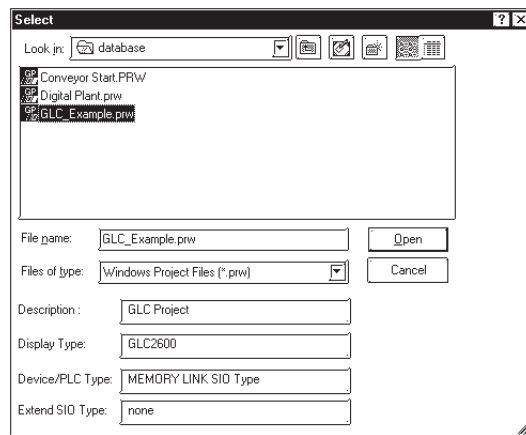 Select
Look in: database
Conveyor Start.PRW
Digital Plant.prw
GLC_Example.prw
File name: GLC_Example.prw Open
Files of type: Windows Project Files (*.prw) Cancel
Description : GLC Project
Display Type: GLC2600
Device/PLC Type: MEMORY LINK SIO Type
Extend SIO Type: none